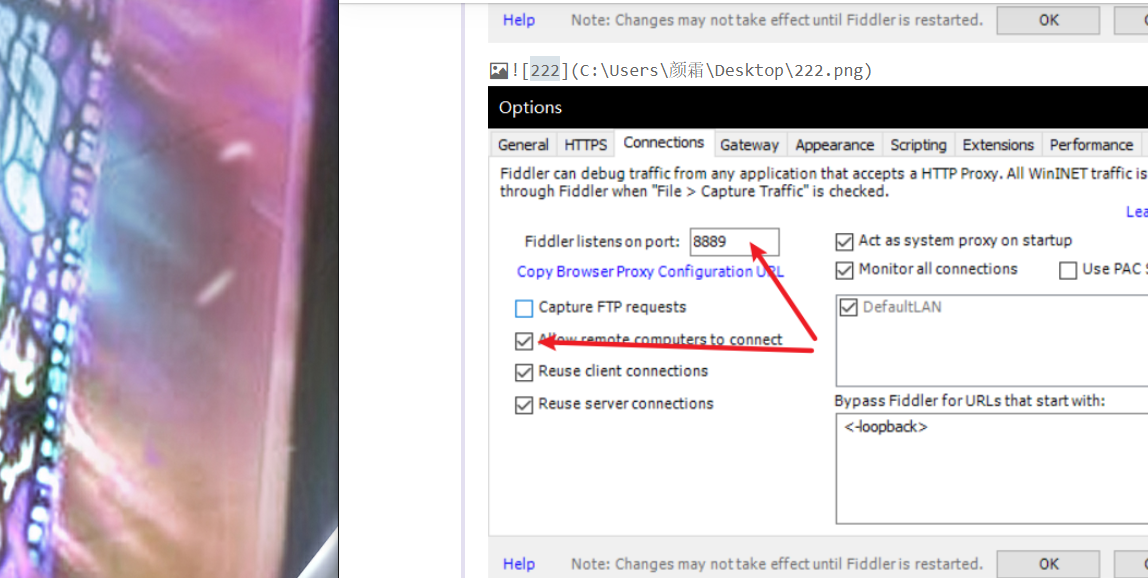 Help Note: Changes may not take effect until Fiddler is restarted. OK
![222](C:\Users\颜霜\Desktop\222.png)
Options
General HTTPS Connections Gateway Appearance Scripting Extensions Performance
Fiddler can debug traffic from any application that accepts a HTTP Proxy. All WinINET traffic is
through Fiddler when "File > Capture Traffic" is checked.
Fiddler listens on port: 8889
Copy Browser Proxy Configuration URL
Capture FTP requests
Allow remote computers to connect
Reuse client connections
Reuse server connections
Act as system proxy on startup
Monitor all connections Use PAC
DefaultLAN
Bypass Fiddler for URLs that start with:
<-loopback>
Help Note: Changes may not take effect until Fiddler is restarted. OK